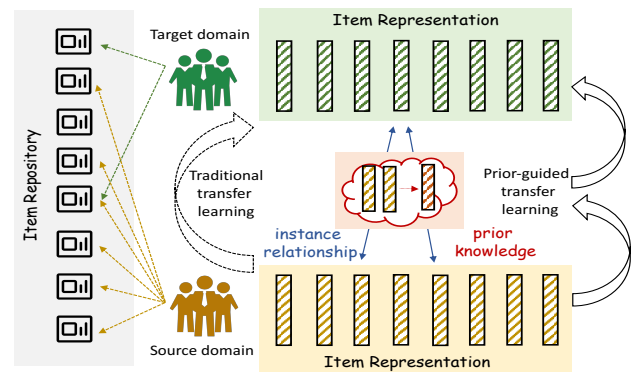 Item Repository
Target domain
Item Representation
Traditional
transfer
learning
Prior-guided
transfer
learning
instance
relationship
prior
knowledge
Source domain
Item Representation